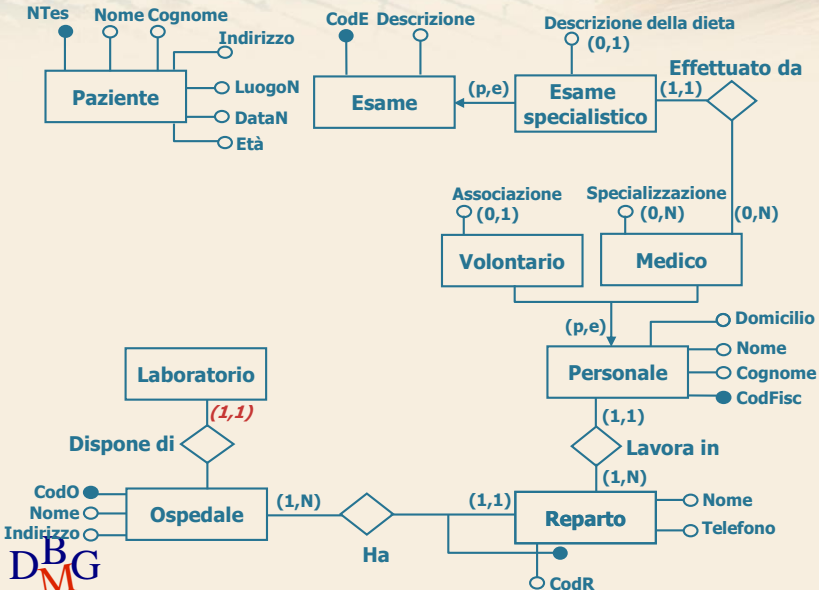 NTes
Nome Cognome
Indirizzo
LuogoN
DataN
Età
Paziente
CodE Descrizione
Esame
(p,e)
Descrizione della dieta
(0,1)
Esame
specialistico
(1,1)
Effettuato da
(0,N)
Associazione
(0,1)
Volontario
Specializzazione
(0,N)
Medico
(p,e)
Domicilio
Nome
Cognome
CodFisc
Personale
(1,1)
Lavora in
(1,N)
Laboratorio
(1,1)
Dispone di
CodO
Nome
Indirizzo
Ospedale
(1,N)
Ha
(1,1)
Reparto
Nome
Telefono
CodR
DBMG